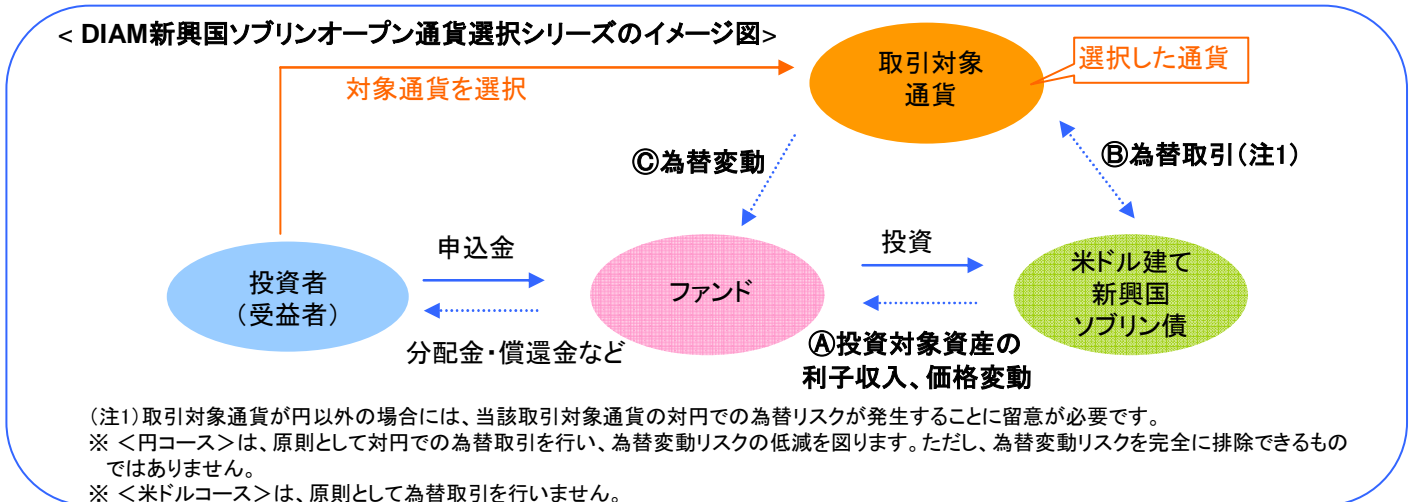 < DIAM新興国ソブリンオープン通貨選択シリーズのイメージ図>
対象通貨を選択
取引対象
通貨
選択した通貨
Ⓒ為替変動
Ⓑ為替取引(注1)
投資者
(受益者)
申込金
分配金・償還金など
ファンド
投資
Ⓐ投資対象資産の
利子収入、価格変動
米ドル建て
新興国
ソブリン債
(注1)取引対象通貨が円以外の場合には、当該取引対象通貨の対円での為替リスクが発生することに留意が必要です。
※ <円コース>は、原則として対円での為替取引を行い、為替変動リスクの低減を図ります。ただし、為替変動リスクを完全に排除できるもの
ではありません。
※ <米ドルコース>は、原則として為替取引を行いません。